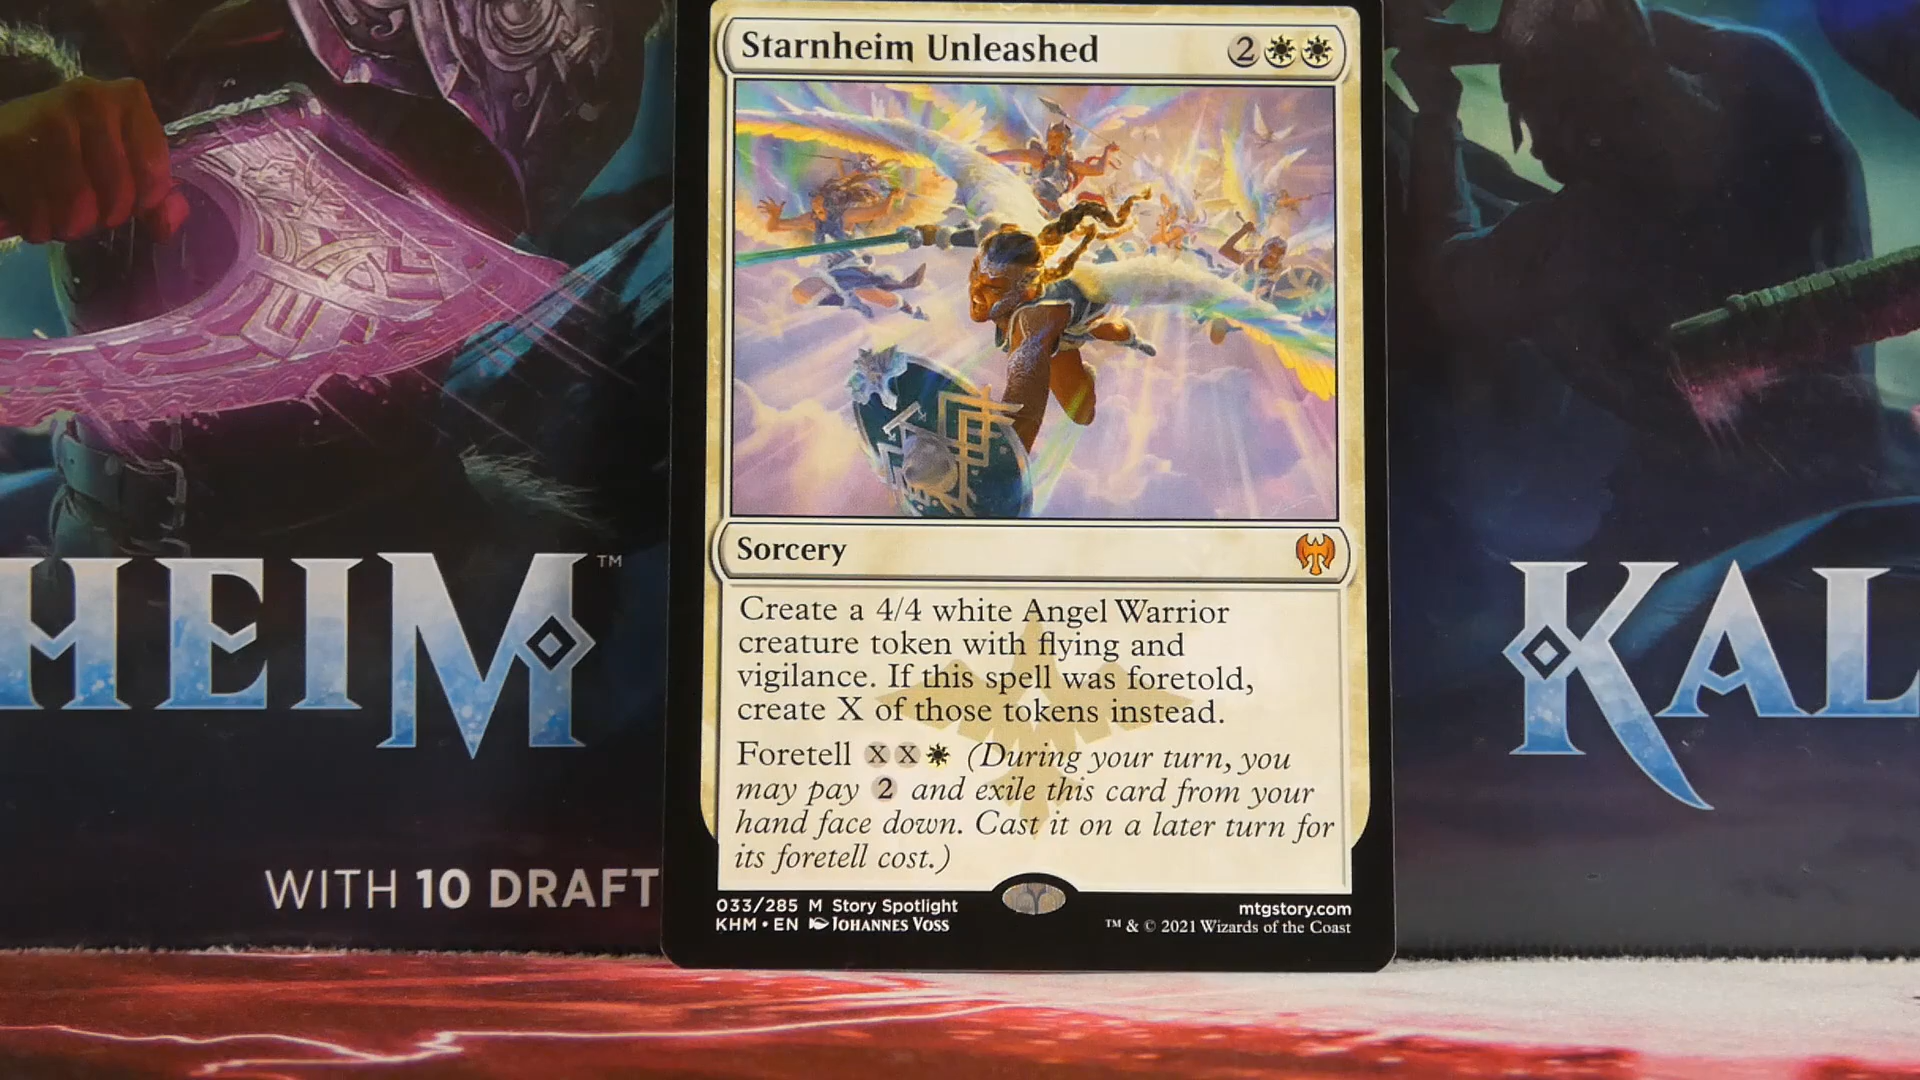 Starnheim Unleashed 2
Sorcery
Create a 4/4 white Angel Warrior
creature token with flying and
vigilance. If this spell was foretold,
create X of those tokens instead.
Foretell X X (During your turn, you
may pay 2 and exile this card from your
hand face down. Cast it on a later turn for
its foretell cost.)
033/285 M Story Spotlight
KHM • EN Johannes Voss
mtgstory.com
™ & © 2021 Wizards of the Coast
HEIM™
WITH 10 DRAFT
KAL